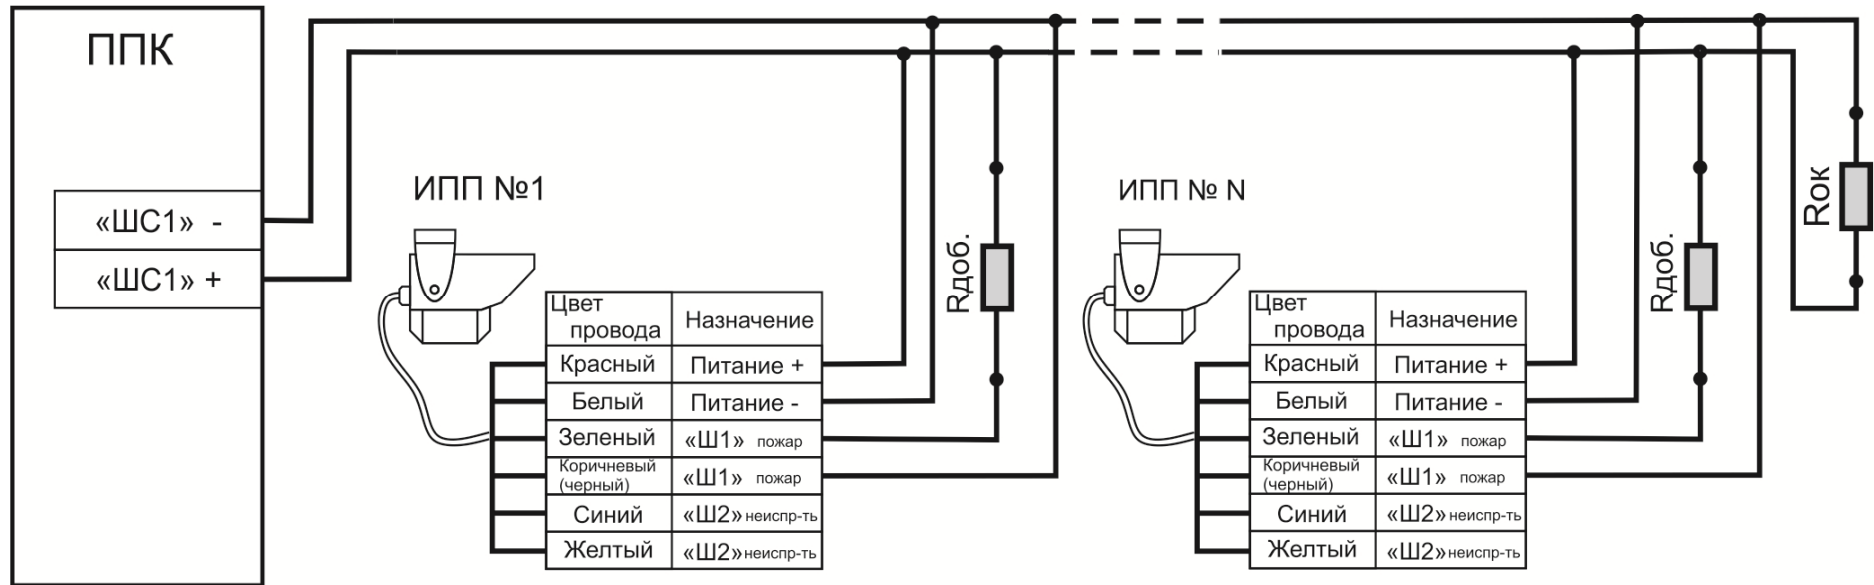 ППК
«ШС1» -
«ШС1» +
ИПП №1
Цвет
провода
Назначение
Красный
Питание +
Белый
Питание -
Зеленый
«Ш1» пожар
Коричневый
(черный)
«Ш1» пожар
Синий
«Ш2» неиспр-ть
Желтый
«Ш2» неиспр-ть
Rдоб.
ИПП № N
Цвет
провода
Назначение
Красный
Питание +
Белый
Питание -
Зеленый
«Ш1» пожар
Коричневый
(черный)
«Ш1» пожар
Синий
«Ш2» неиспр-ть
Желтый
«Ш2» неиспр-ть
Rдоб.
Rок